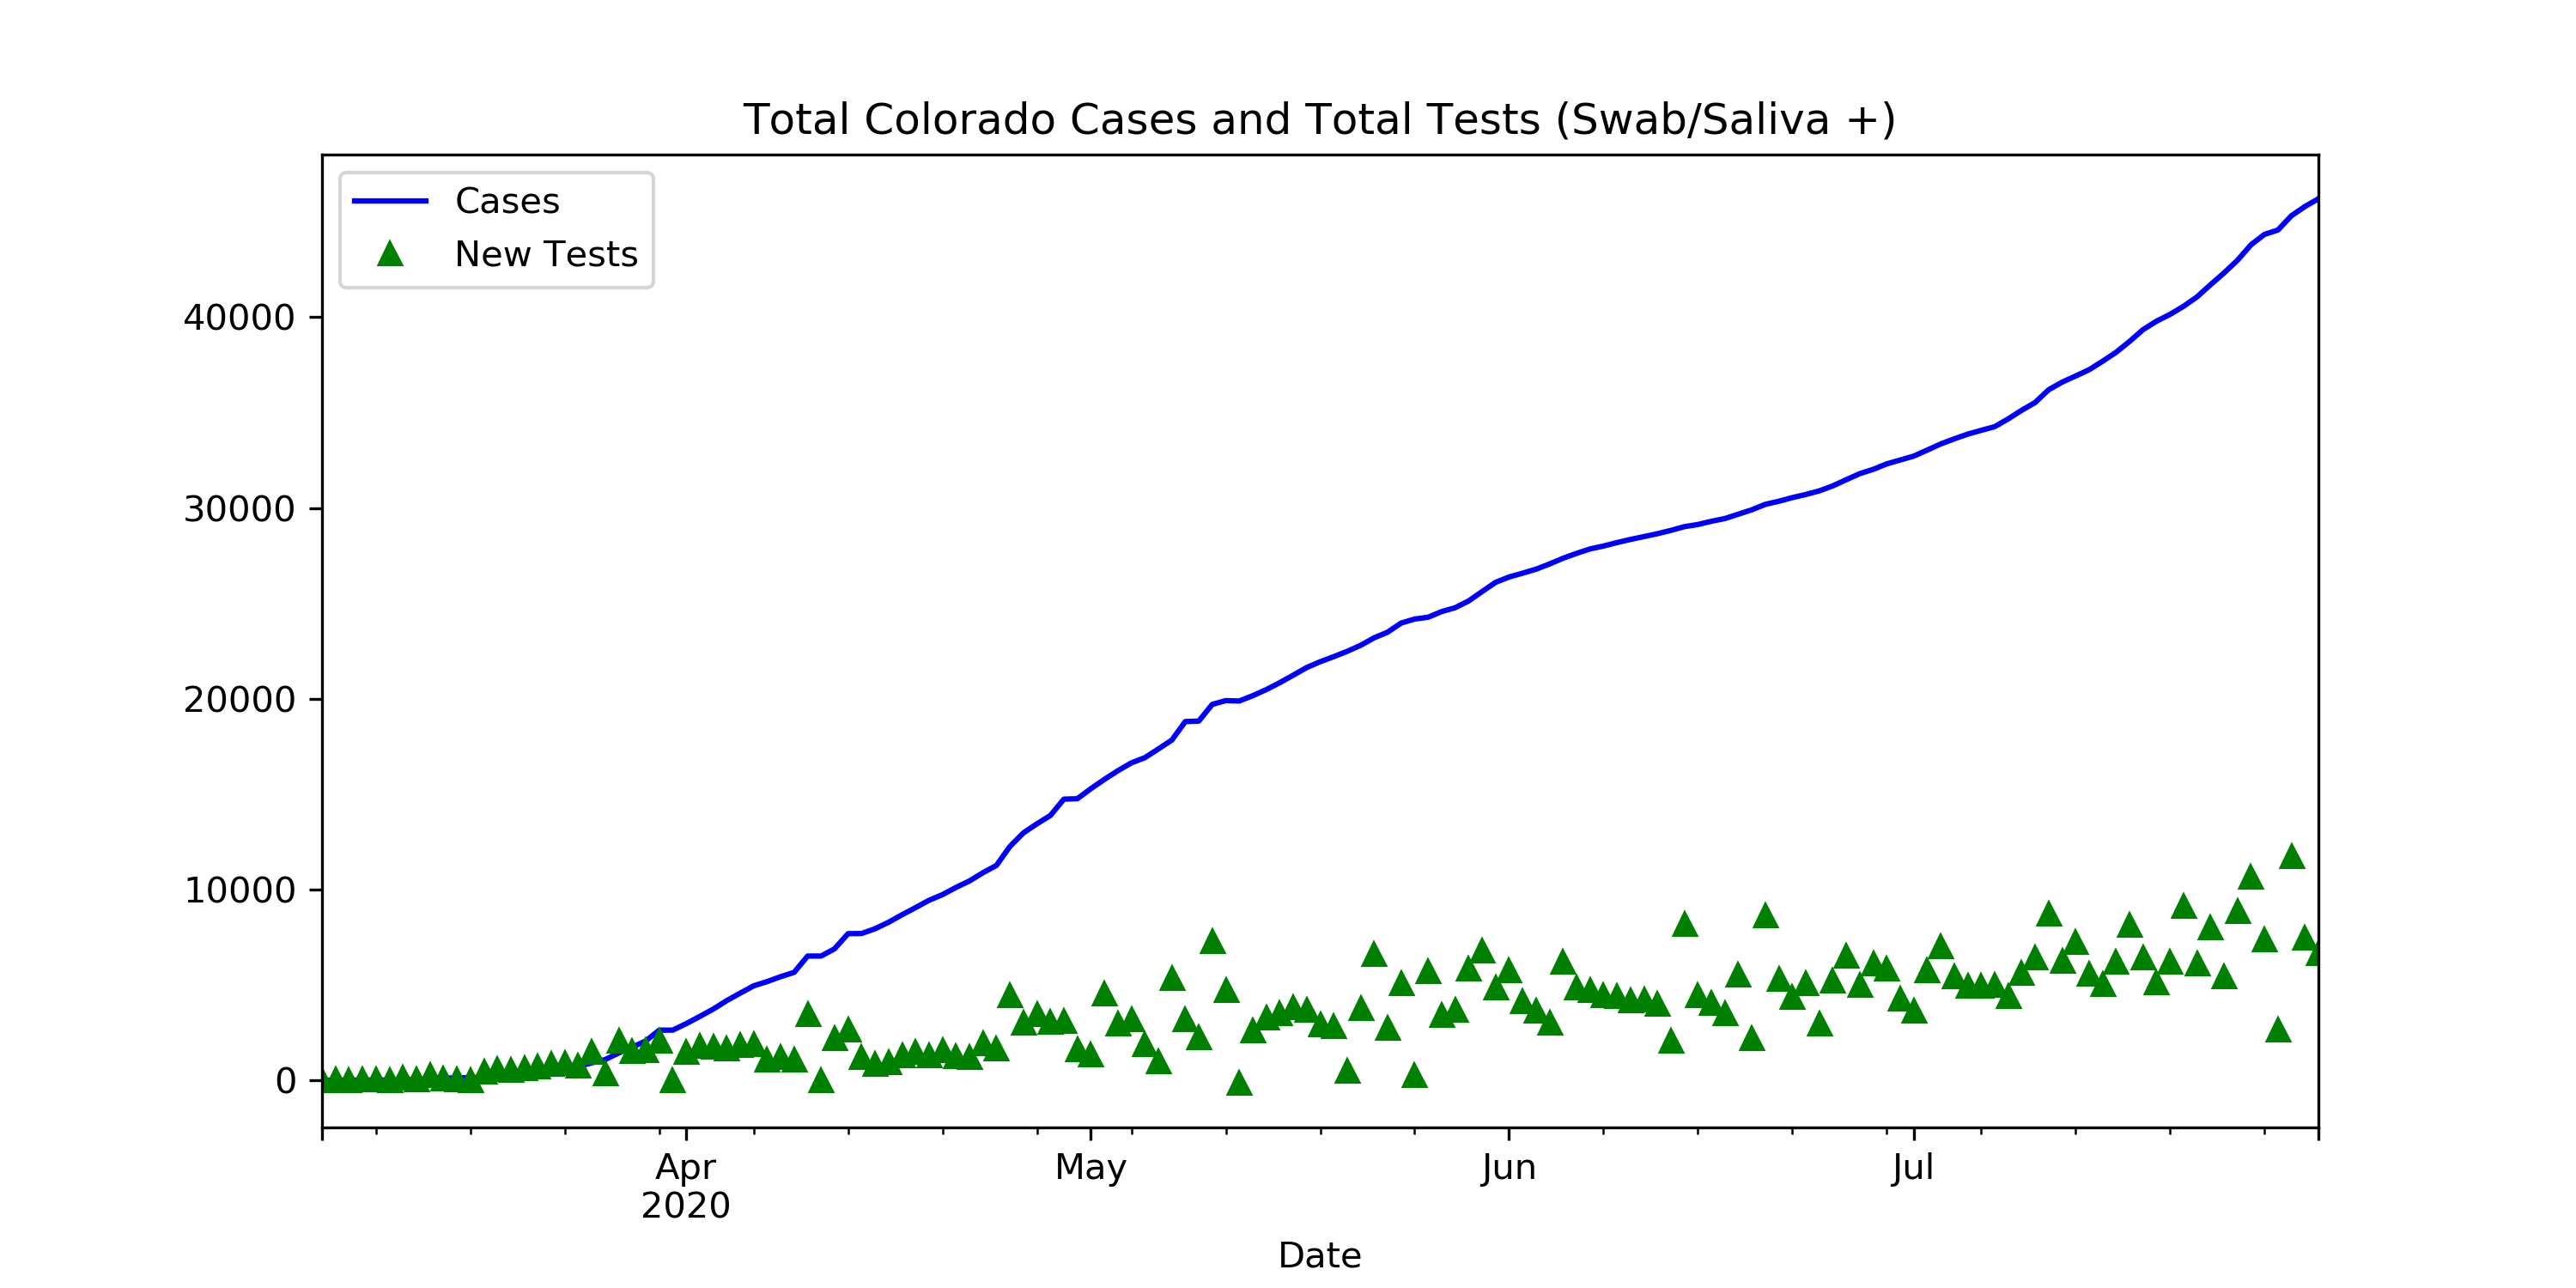 Total Colorado Cases and Total Tests (Swab/Saliva +)
Cases
New Tests
40000
30000
20000
10000
0
Apr
2020
May
Jun
Jul
Date